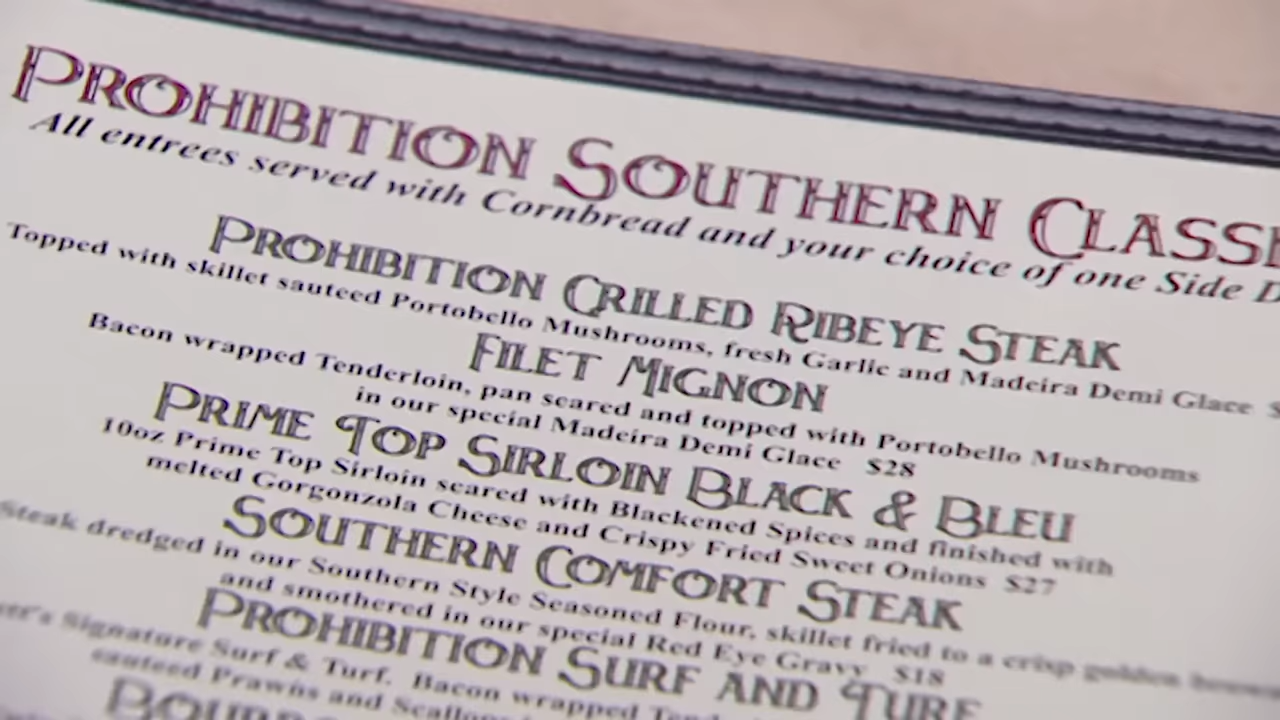 PROHIBITION SOUTHERN CLASS
All entrees served with Cornbread and your choice of one Side
PROHIBITION GRILLED RIBEYE STEAK
Topped with skillet sauteed Portobello Mushrooms, fresh Garlic and Madeira Demi Glace
FILET MIGNON
Bacon wrapped Tenderloin, pan seared and topped with Portobello Mushrooms
in our special Madeira Demi Glace $28
PRIME TOP SIRLOIN BLACK & BLEU
10oz Prime Top Sirloin seared with Blackened Spices and finished with
melted Gorgonzola Cheese and Crispy Fried Sweet Onions $27
SOUTHERN COMFORT STEAK
Steak dredged in our Southern Style Seasoned Flour, skillet fried to a crisp golden brown
and smothered in our special Red Eye Gravy $18
PROHIBITION SURF AND TURF
Signature Surf & Turf. Bacon wrapped
sauteed Prawns and Scallops